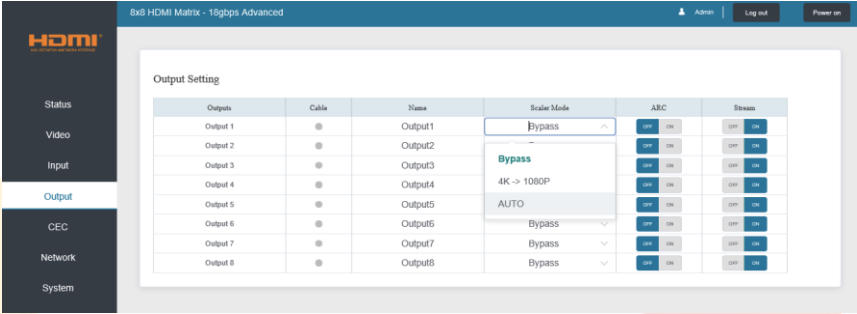 8x8 HDMI Matrix - 18gbps Advanced
Admin
Log out
Power on
HDMI
Status
Video
Input
Output
CEC
Network
System
Output Setting
Outputs Cable Name Scaler Mode ARC Stream
Output 1 Output1 Bypass OFF ON OFF ON
Output 2 Output2 OFF ON OFF ON
Output 3 Output3 OFF ON OFF ON
Output 4 Output4 OFF ON OFF ON
Output 5 Output5 OFF ON OFF ON
Output 6 Output6 Bypass OFF ON OFF ON
Output 7 Output7 Bypass OFF ON OFF ON
Output 8 Output8 Bypass OFF ON OFF ON
Bypass
4K -> 1080P
AUTO